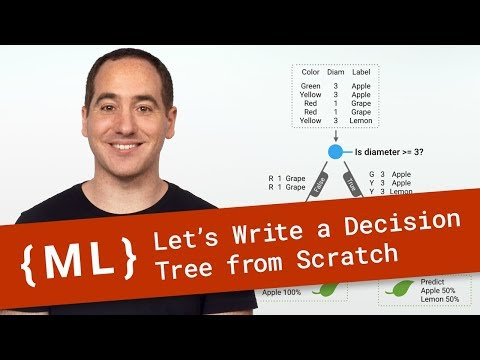 Color Diam Label
Green 3 Apple
Yellow 3 Apple
Red 1 Grape
Red 1 Grape
Yellow 3 Lemon
Is diameter >= 3?
R 1 Grape
R 1 Grape
False
True
G 3 Apple
Y 3 Apple
Y 3 Lemon
{ML} Let's Write a Decision
Tree from Scratch
Apple 100%
Predict
Apple 50%
Lemon 50%